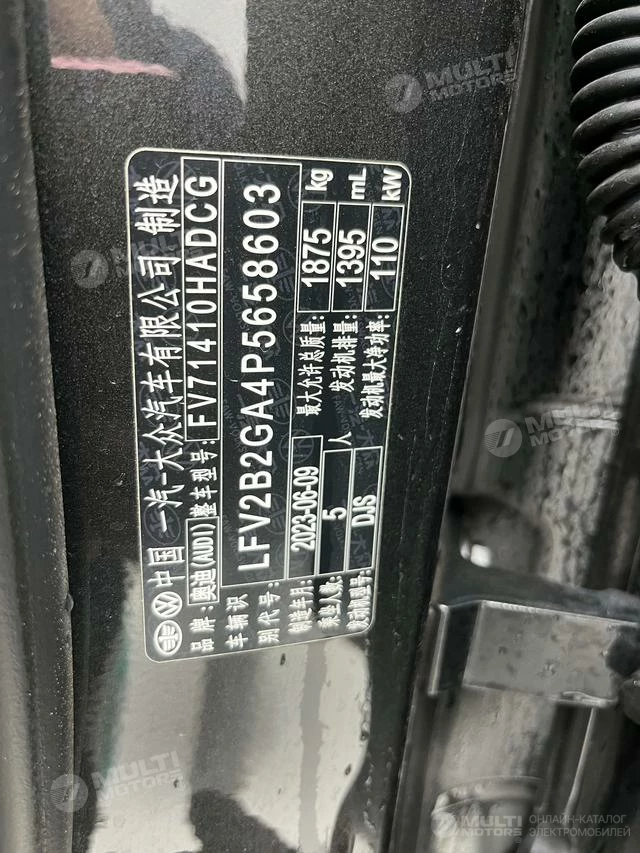 中国 一汽-大众汽车有限公司 制造
品牌: 奥迪(AUDI) 整车型号: FV71410HADCG
车辆识别代号: LFV2B2GA4P5658603
制造年月: 2023-06-09 最大允许总质量: 1875 kg
乘坐人数: 5 人 发动机排量: 1395 mL
发动机型号: DJS 发动机最大净功率: 110 kW
MULTI MOTORS
MULTI MOTORS
MULTI MOTORS
MULTI MOTORS
MULTI MOTORS
ОНЛАЙН-КАТАЛОГ
ЭЛЕКТРОМОБИЛЕЙ